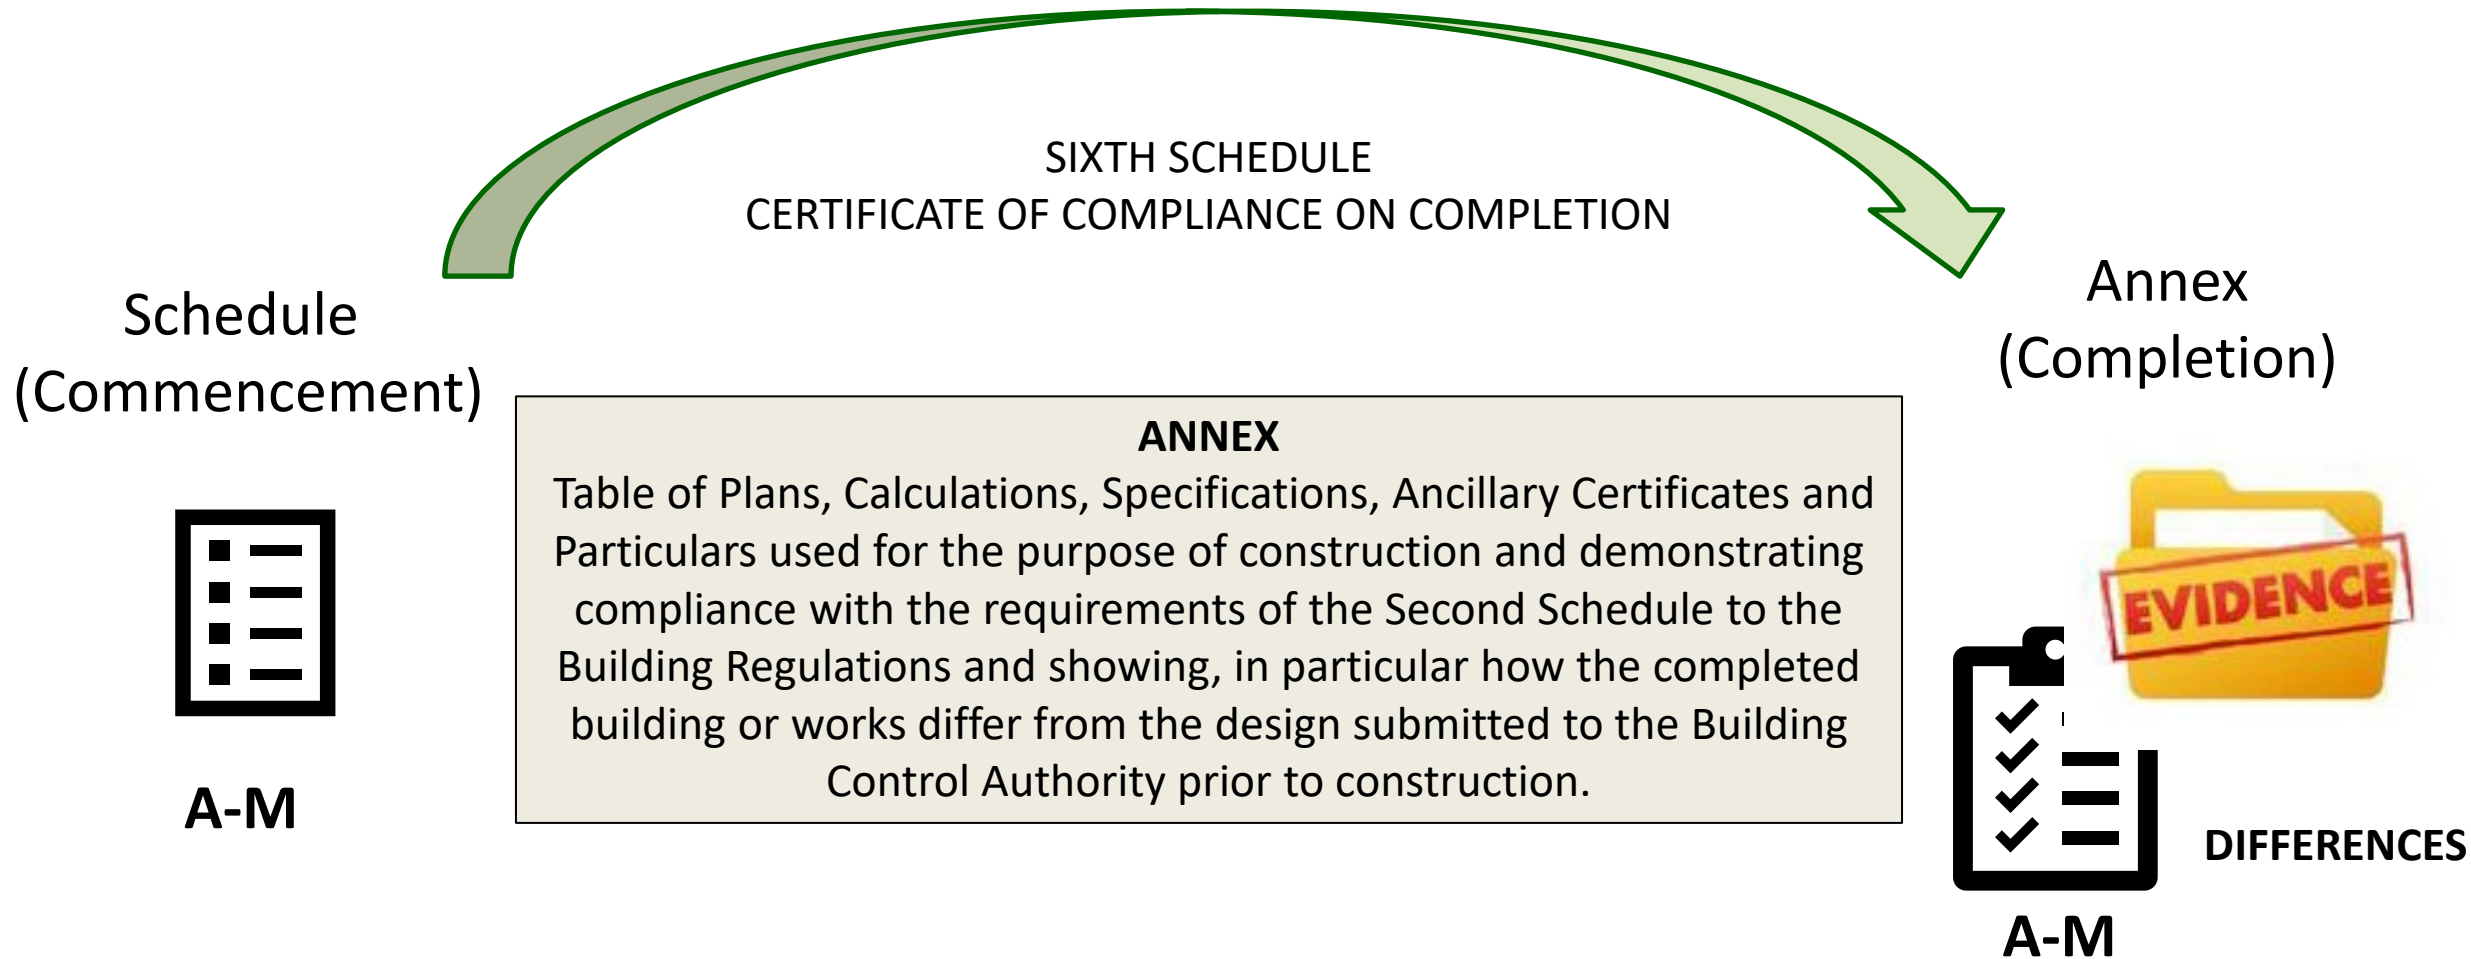 SIXTH SCHEDULE
CERTIFICATE OF COMPLIANCE ON COMPLETION
Schedule
(Commencement)
A-M
ANNEX
Table of Plans, Calculations, Specifications, Ancillary Certificates and
Particulars used for the purpose of construction and demonstrating
compliance with the requirements of the Second Schedule to the
Building Regulations and showing, in particular how the completed
building or works differ from the design submitted to the Building
Control Authority prior to construction.
Annex
(Completion)
EVIDENCE
DIFFERENCES
A-M